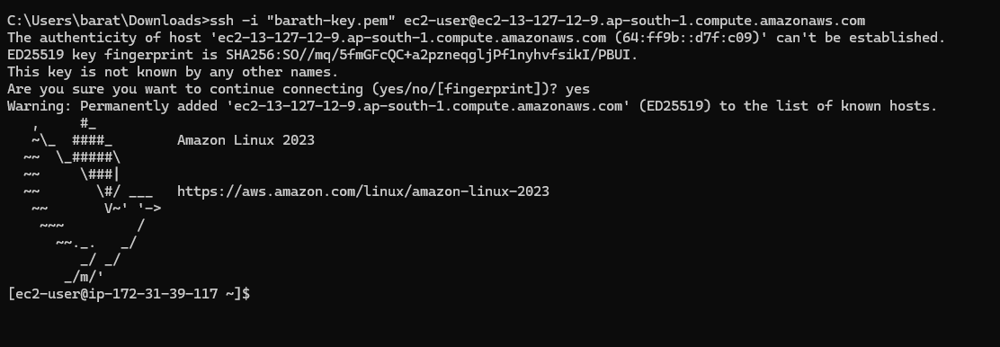 C:\Users\barat\Downloads>ssh -i "barath-key.pem" ec2-user@ec2-13-127-12-9.ap-south-1.compute.amazonaws.com
The authenticity of host 'ec2-13-127-12-9.ap-south-1.compute.amazonaws.com (64:ff9b::d7f:c09)' can't be established.
ED25519 key fingerprint is SHA256:SO//mq/5fmGFcQC+a2pzneqgljPf1nyhvfsikI/PBUI.
This key is not known by any other names.
Are you sure you want to continue connecting (yes/no/[fingerprint])? yes
Warning: Permanently added 'ec2-13-127-12-9.ap-south-1.compute.amazonaws.com' (ED25519) to the list of known hosts.
   ,     #_
   ~\_  ####_        Amazon Linux 2023
  ~~  \_#####\
  ~~     \###|
  ~~       \#/ ___   https://aws.amazon.com/linux/amazon-linux-2023
   ~~       V~' '->
    ~~~         /
      ~~._.   _/
         _/ _/
       _/m/'
[ec2-user@ip-172-31-39-117 ~]$